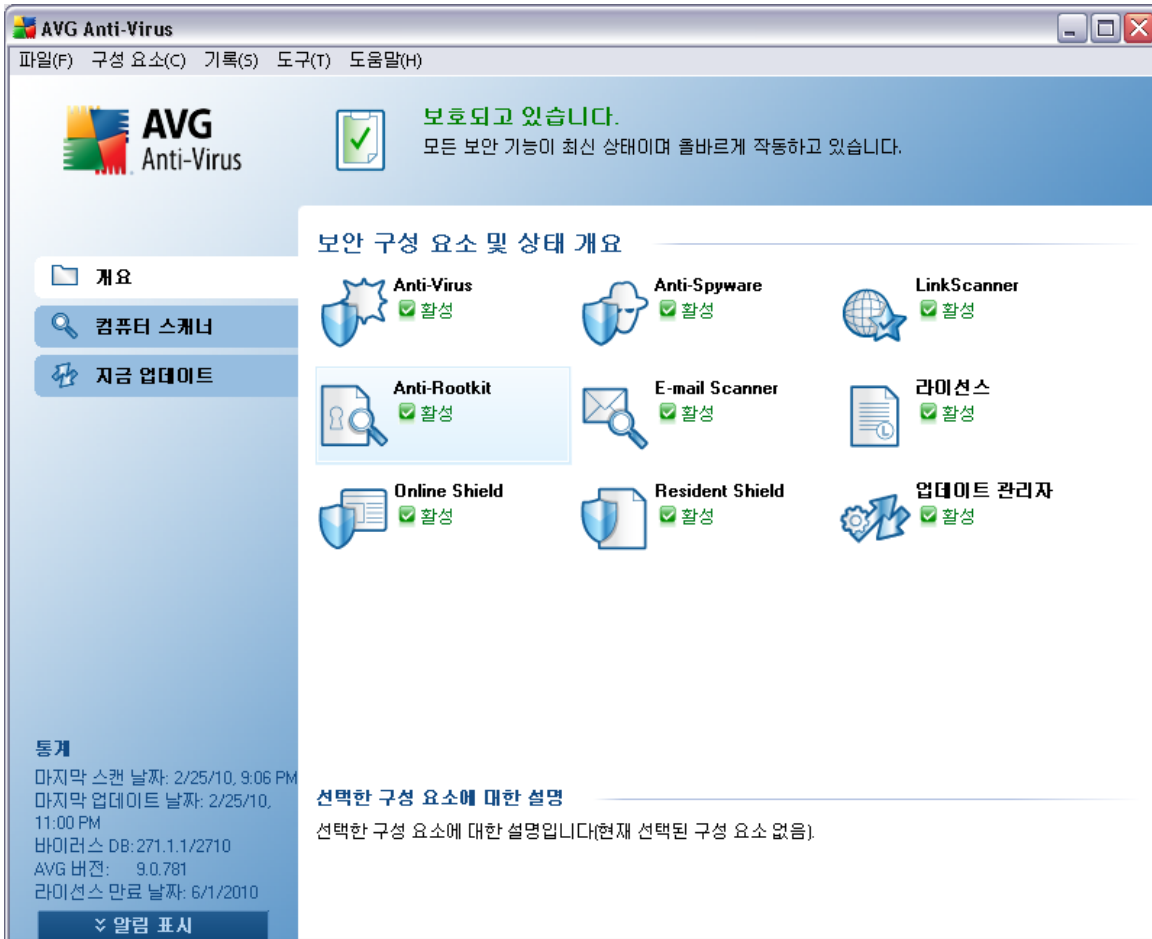 AVG Anti-Virus
파일(F) 구성 요소(C) 기록(S) 도구(T) 도움말(H)
AVG
Anti-Virus
보호되고 있습니다.
모든 보안 기능이 최신 상태이며 올바르게 작동하고 있습니다.
개요
컴퓨터 스캐너
지금 업데이트
보안 구성 요소 및 상태 개요
Anti-Virus
활성
Anti-Spyware
활성
LinkScanner
활성
Anti-Rootkit
활성
E-mail Scanner
활성
라이선스
활성
Online Shield
활성
Resident Shield
활성
업데이트 관리자
활성
통계
마지막 스캔 날짜: 2/25/10, 9:06 PM
마지막 업데이트 날짜: 2/25/10,
11:00 PM
바이러스 DB: 271.1.1/2710
AVG 버전: 9.0.781
라이선스 만료 날짜: 6/1/2010
알림 표시
선택한 구성 요소에 대한 설명
선택한 구성 요소에 대한 설명입니다(현재 선택된 구성 요소 없음).